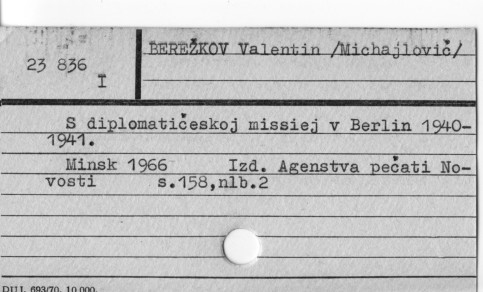 BEREŽKOV Valentin /Michajlovič/
23 836
I
S diplomatičeskoj missiej v Berlin 1940-
1941.
Minsk 1966 Izd. Agenstva pečati No-
vosti s.158,nlb.2
DUJ. 693/70. 10 000.